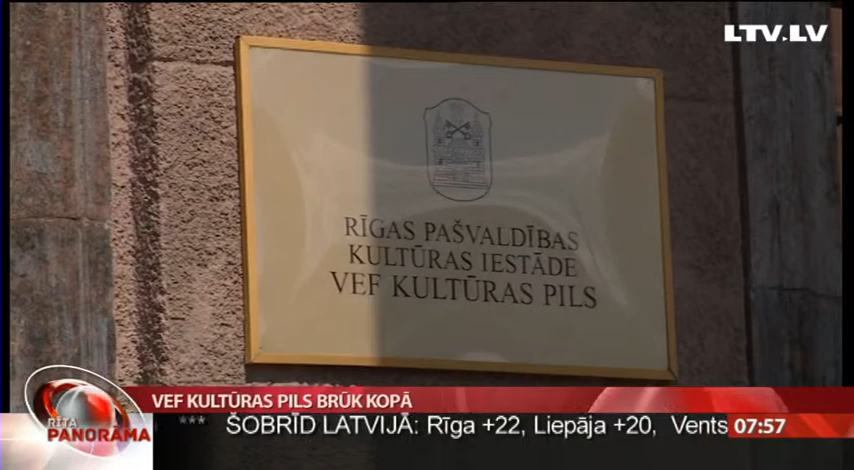 LTV.LV
RĪGAS PAŠVALDĪBAS
KULTŪRAS IESTĀDE
VEF KULTŪRAS PILS
VEF KULTŪRAS PILS BRŪK KOPĀ
RĪTA
PANORĀMA
*** ŠOBRĪD LATVIJĀ: Rīga +22, Liepāja +20, Vents
07:57